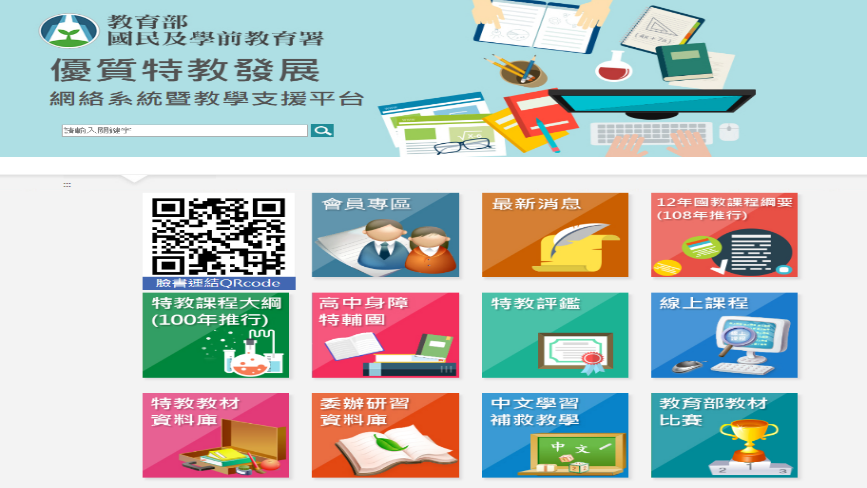 教育部
國民及學前教育署
優質特教發展
網絡系統暨教學支援平台
請輸入關鍵字
會員專區
最新消息
12年國教課程綱要
(108年推行)
臉書連結QRcode
特教課程大綱
(100年推行)
高中身障
特輔團
特教評鑑
線上課程
特教教材
資料庫
委辦研習
資料庫
中文學習
補救教學
中文
教育部教材
比賽
2 1 3